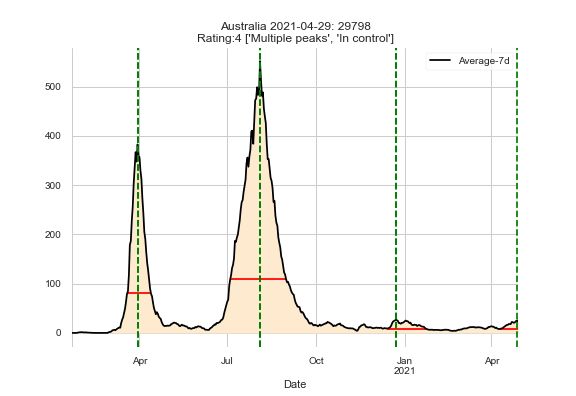 Australia 2021-04-29: 29798
Rating:4 ['Multiple peaks', 'In control']
Average-7d
500
400
300
200
100
0
Apr
Jul
Oct
Jan
2021
Apr
Date